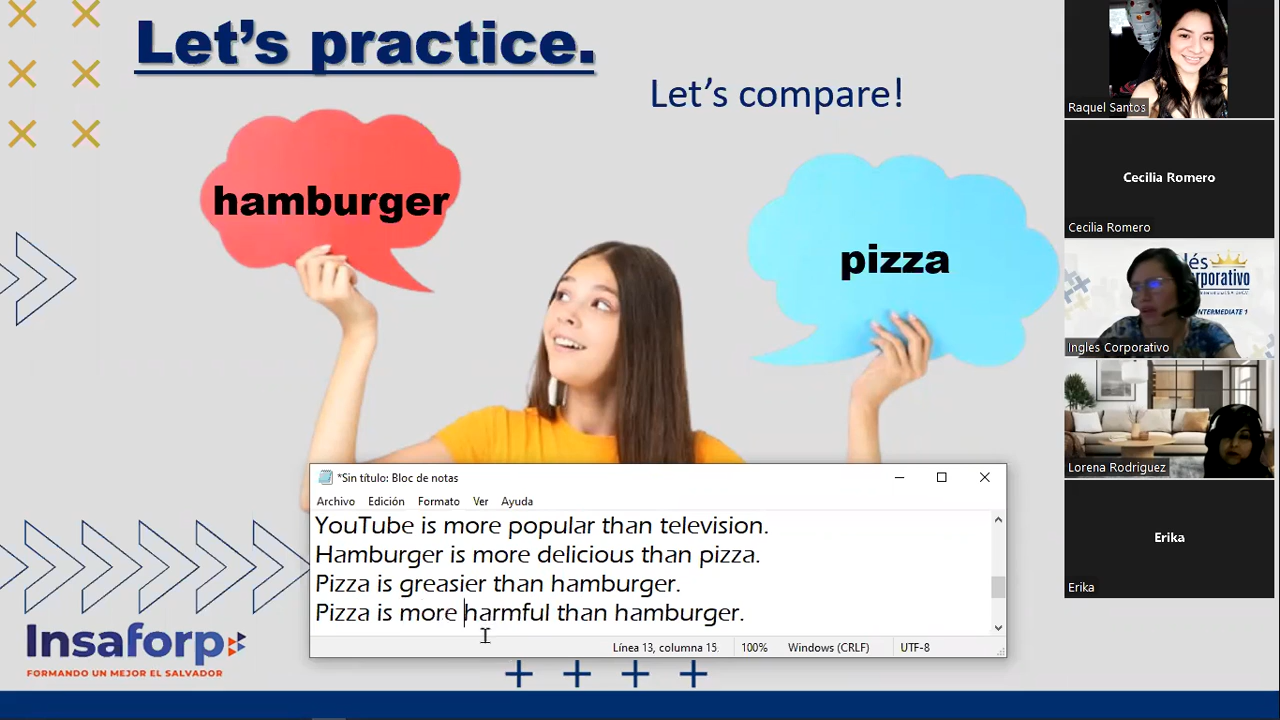 Let's practice.
Let's compare!
hamburger
pizza
*Sin título: Bloc de notas
Archivo Edición Formato Ver Ayuda
YouTube is more popular than television.
Hamburger is more delicious than pizza.
Pizza is greasier than hamburger.
Pizza is more harmful than hamburger.
Línea 13, columna 15 100% Windows (CRLF) UTF-8
Insaforp
FORMANDO UN MEJOR EL SALVADOR
Raquel Santos
Cecilia Romero
Cecilia Romero
lés
rporativo
INTERMEDIATE 1
Ingles Corporativo
Lorena Rodriguez
Erika
Erika